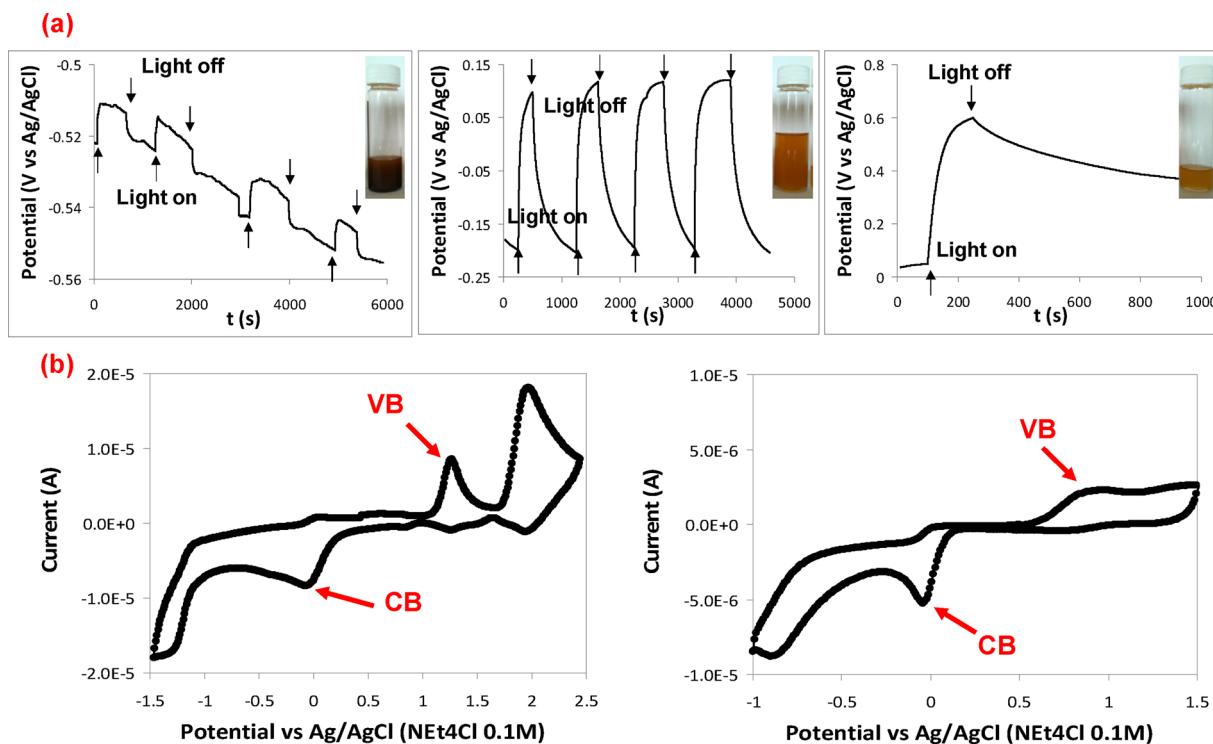 (a)
-0.5
-0.52
-0.54
-0.56
Potential (V vs Ag/AgCl)
Light off
Light on
0
2000
4000
6000
t (s)
0.15
0.05
-0.05
-0.15
-0.25
Potential (V vs Ag/AgCl)
Light off
Light on
0
1000
2000
3000
4000
5000
t (s)
0.8
0.6
0.4
0.2
0
Potential (V vs Ag/AgCl)
Light off
Light on
0
200
400
600
800
1000
t (s)
(b)
2.0E-5
1.0E-5
0.0E+0
-1.0E-5
-2.0E-5
Current (A)
VB
CB
-1.5
-1
-0.5
0
0.5
1
1.5
2
2.5
Potential vs Ag/AgCl (NEt4Cl 0.1M)
1.0E-5
5.0E-6
0.0E+0
-5.0E-6
-1.0E-5
Current (A)
VB
CB
-1
-0.5
0
0.5
1
1.5
Potential vs Ag/AgCl (NEt4Cl 0.1M)